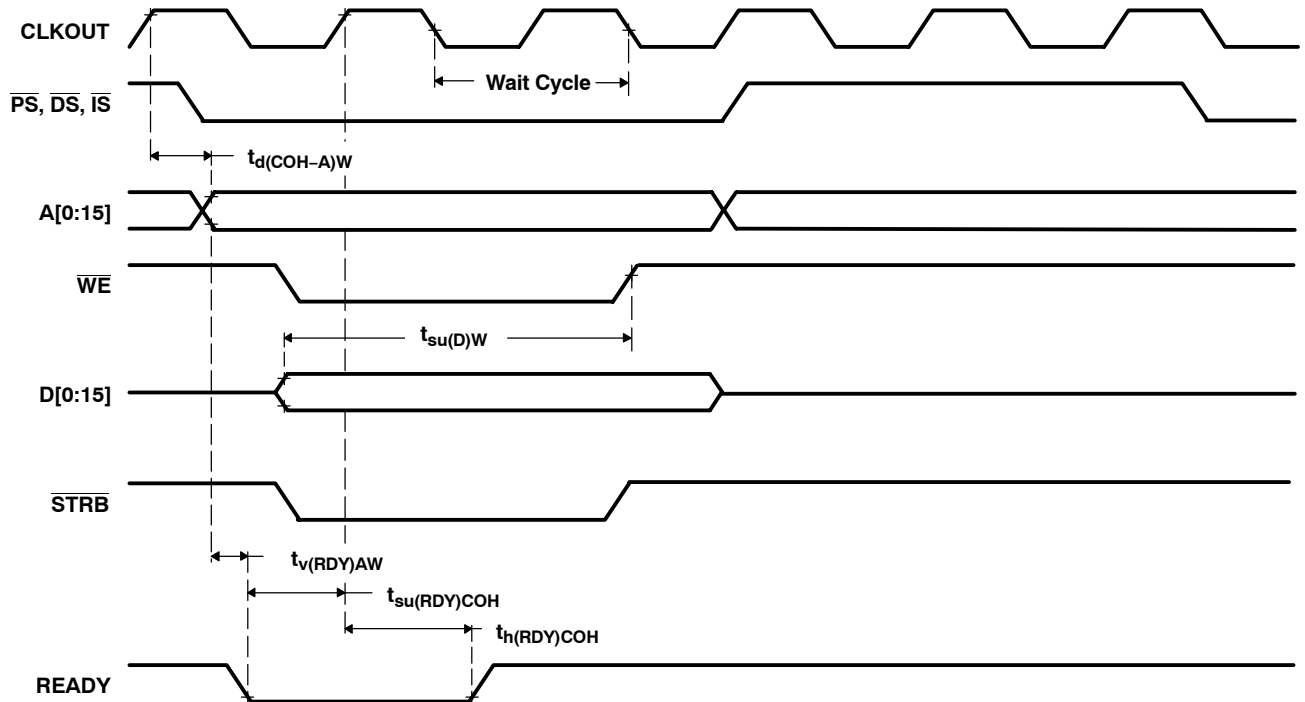 CLKOUT
Wait Cycle
PS, DS, IS
td(COH–A)W
A[0:15]
WE
tsu(D)W
D[0:15]
STRB
tv(RDY)AW
tsu(RDY)COH
th(RDY)COH
READY